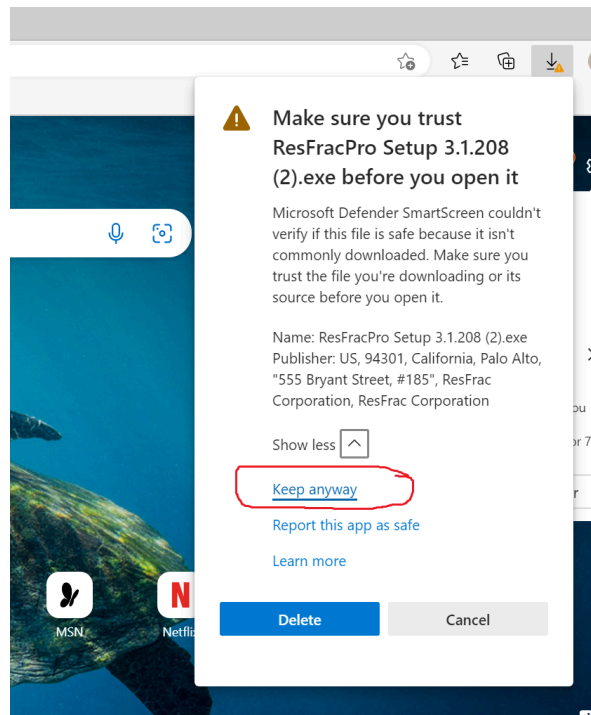 Make sure you trust
ResFracPro Setup 3.1.208
(2).exe before you open it
Microsoft Defender SmartScreen couldn't
verify if this file is safe because it isn't
commonly downloaded. Make sure you
trust the file you're downloading or its
source before you open it.
Name: ResFracPro Setup 3.1.208 (2).exe
Publisher: US, 94301, California, Palo Alto,
"555 Bryant Street, #185", ResFrac
Corporation, ResFrac Corporation
Show less
Keep anyway
Report this app as safe
Learn more
Delete
Cancel
MSN